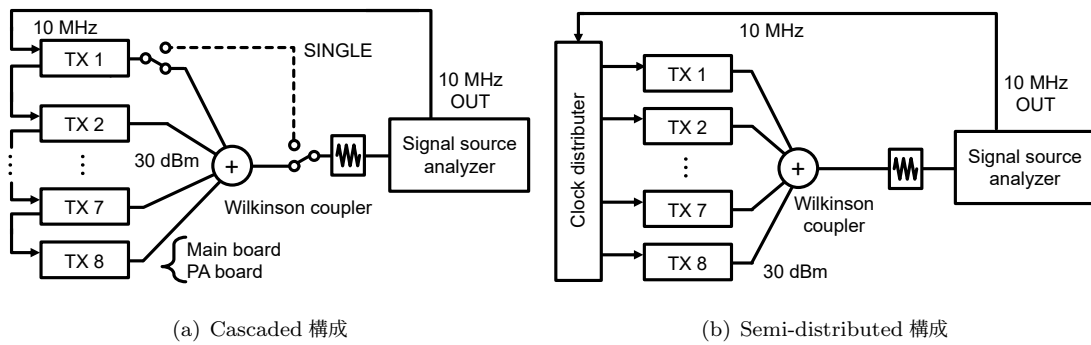 10 MHz
TX 1
SINGLE
10 MHz
OUT
TX 2
30 dBm
+
Signal source
analyzer
TX 7
Wilkinson coupler
TX 8
Main board
PA board
(a) Cascaded 構成
10 MHz
Clock distributer
TX 1
10 MHz
OUT
TX 2
+
Signal source
analyzer
TX 7
Wilkinson
coupler
TX 8
30 dBm
(b) Semi-distributed 構成